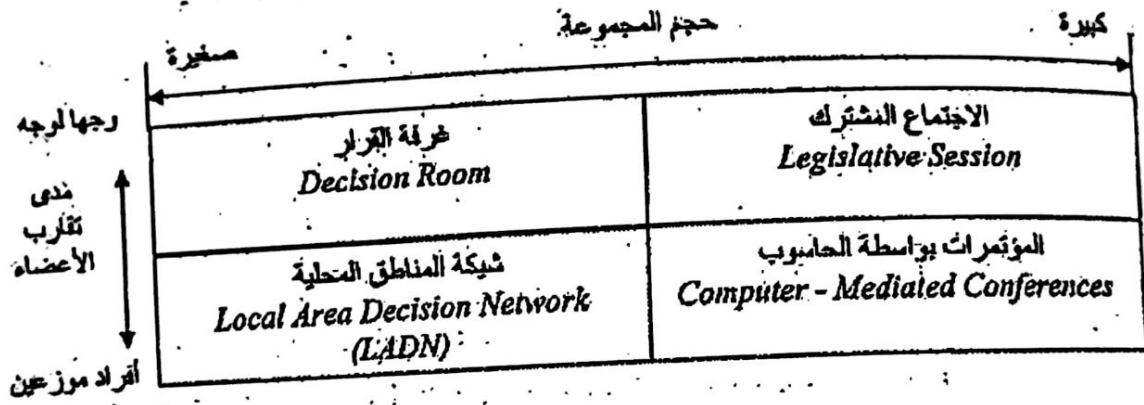 حجم المجموعة
كبيرة
صغيرة
وجها لوجه
غرفة القرار
Decision Room
الاجتماع المشترك
Legislative Session
مدى
تقارب
الأعضاء
شبكة المناطق المحلية
Local Area Decision Network
(LADN)
المؤتمرات بواسطة الحاسوب
Computer - Mediated Conferences
أفراد موزعين